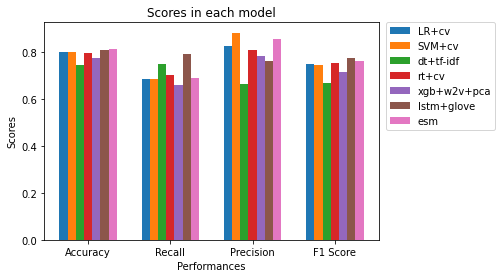 Scores in each model
LR+cv
SVM+cv
dt+tf-idf
rt+cv
xgb+w2v+pca
lstm+glove
esm
Scores
0.8
0.6
0.4
0.2
0.0
Accuracy Recall Precision F1 Score
Performances